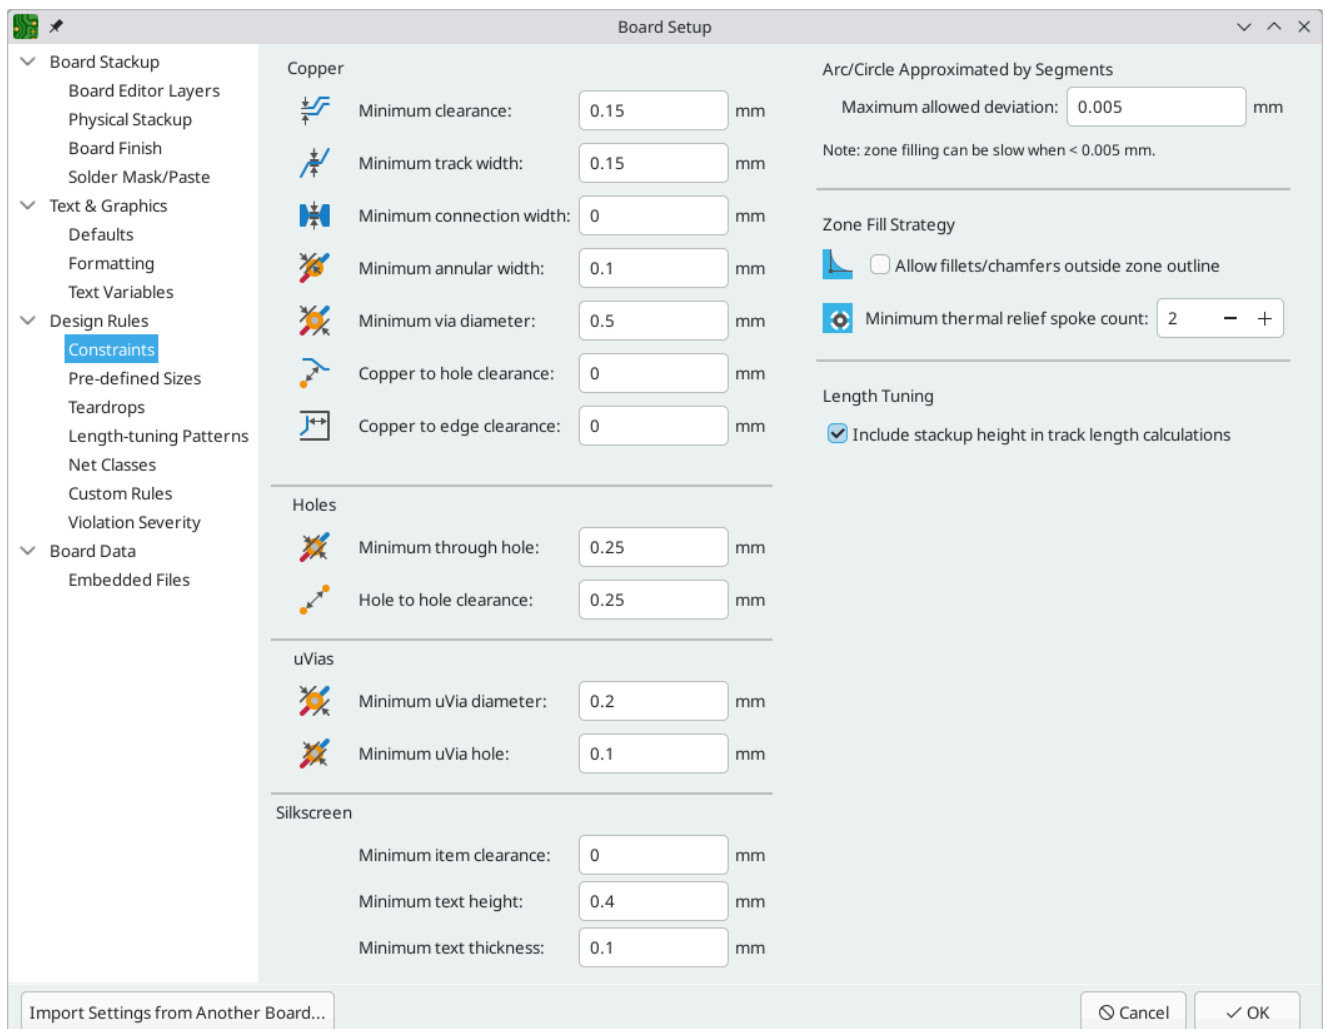 Board Setup
Board Stackup
Board Editor Layers
Physical Stackup
Board Finish
Solder Mask/Paste
Text & Graphics
Defaults
Formatting
Text Variables
Design Rules
Constraints
Pre-defined Sizes
Teardrops
Length-tuning Patterns
Net Classes
Custom Rules
Violation Severity
Board Data
Embedded Files
Copper
Minimum clearance: 0.15 mm
Minimum track width: 0.15 mm
Minimum connection width: 0 mm
Minimum annular width: 0.1 mm
Minimum via diameter: 0.5 mm
Copper to hole clearance: 0 mm
Copper to edge clearance: 0 mm
Holes
Minimum through hole: 0.25 mm
Hole to hole clearance: 0.25 mm
uVias
Minimum uVia diameter: 0.2 mm
Minimum uVia hole: 0.1 mm
Silkscreen
Minimum item clearance: 0 mm
Minimum text height: 0.4 mm
Minimum text thickness: 0.1 mm
Arc/Circle Approximated by Segments
Maximum allowed deviation: 0.005 mm
Note: zone filling can be slow when < 0.005 mm.
Zone Fill Strategy
Allow fillets/chamfers outside zone outline
Minimum thermal relief spoke count: 2 − +
Length Tuning
Include stackup height in track length calculations
Import Settings from Another Board...
Cancel
OK